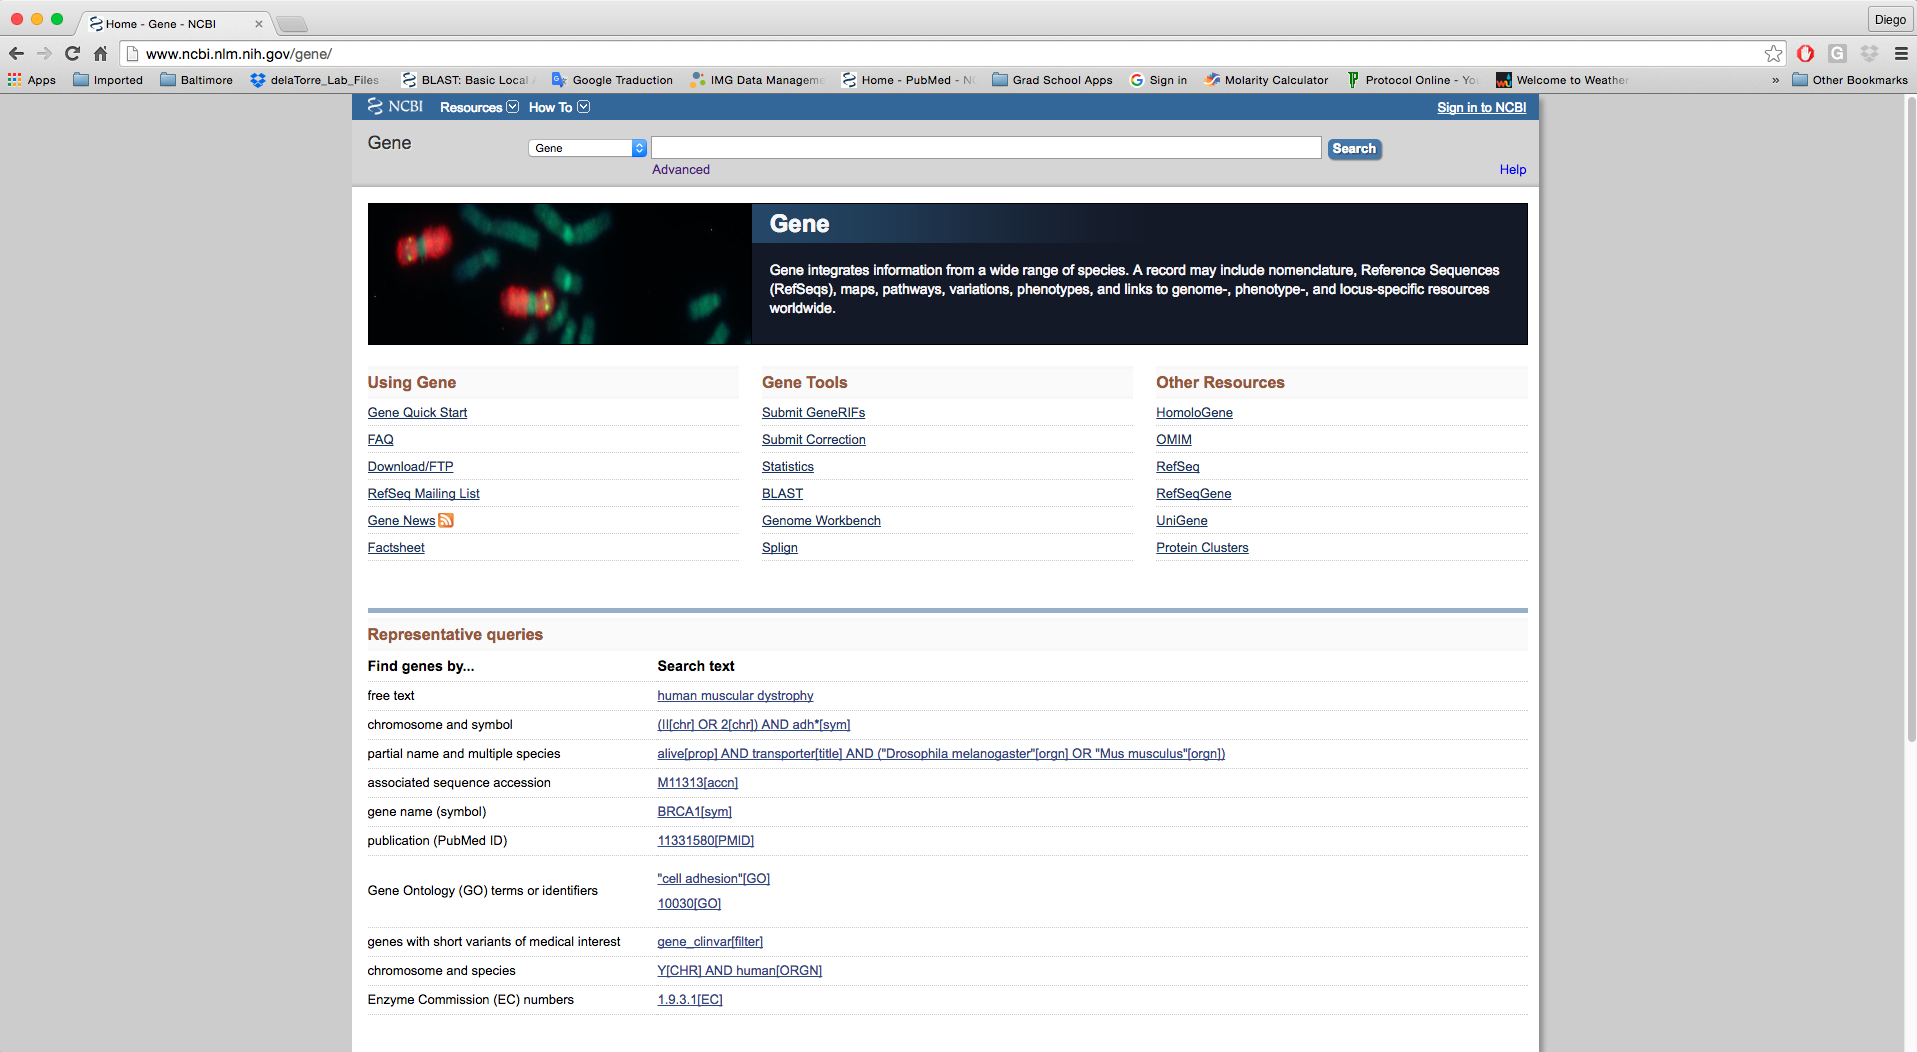 Home - Gene - NCBI
Diego
www.ncbi.nlm.nih.gov/gene/
Apps Imported Baltimore delaTorre_Lab_Files BLAST: Basic Local Google Traduction IMG Data Manageme Home - PubMed - NC Grad School Apps Sign in Molarity Calculator Protocol Online - You Welcome to Weather » Other Bookmarks
NCBI Resources How To Sign in to NCBI
Gene Gene Search
Advanced Help
Gene
Gene integrates information from a wide range of species. A record may include nomenclature, Reference Sequences
(RefSeqs), maps, pathways, variations, phenotypes, and links to genome-, phenotype-, and locus-specific resources
worldwide.
Using Gene
Gene Quick Start
FAQ
Download/FTP
RefSeq Mailing List
Gene News
Factsheet
Gene Tools
Submit GeneRIFs
Submit Correction
Statistics
BLAST
Genome Workbench
Splign
Other Resources
HomoloGene
OMIM
RefSeq
RefSeqGene
UniGene
Protein Clusters
Representative queries
Find genes by... Search text
free text human muscular dystrophy
chromosome and symbol (II[chr] OR 2[chr]) AND adh*[sym]
partial name and multiple species alive[prop] AND transporter[title] AND ("Drosophila melanogaster"[orgn] OR "Mus musculus"[orgn])
associated sequence accession M11313[accn]
gene name (symbol) BRCA1[sym]
publication (PubMed ID) 11331580[PMID]
Gene Ontology (GO) terms or identifiers "cell adhesion"[GO]
10030[GO]
genes with short variants of medical interest gene_clinvar[filter]
chromosome and species Y[CHR] AND human[ORGN]
Enzyme Commission (EC) numbers 1.9.3.1[EC]